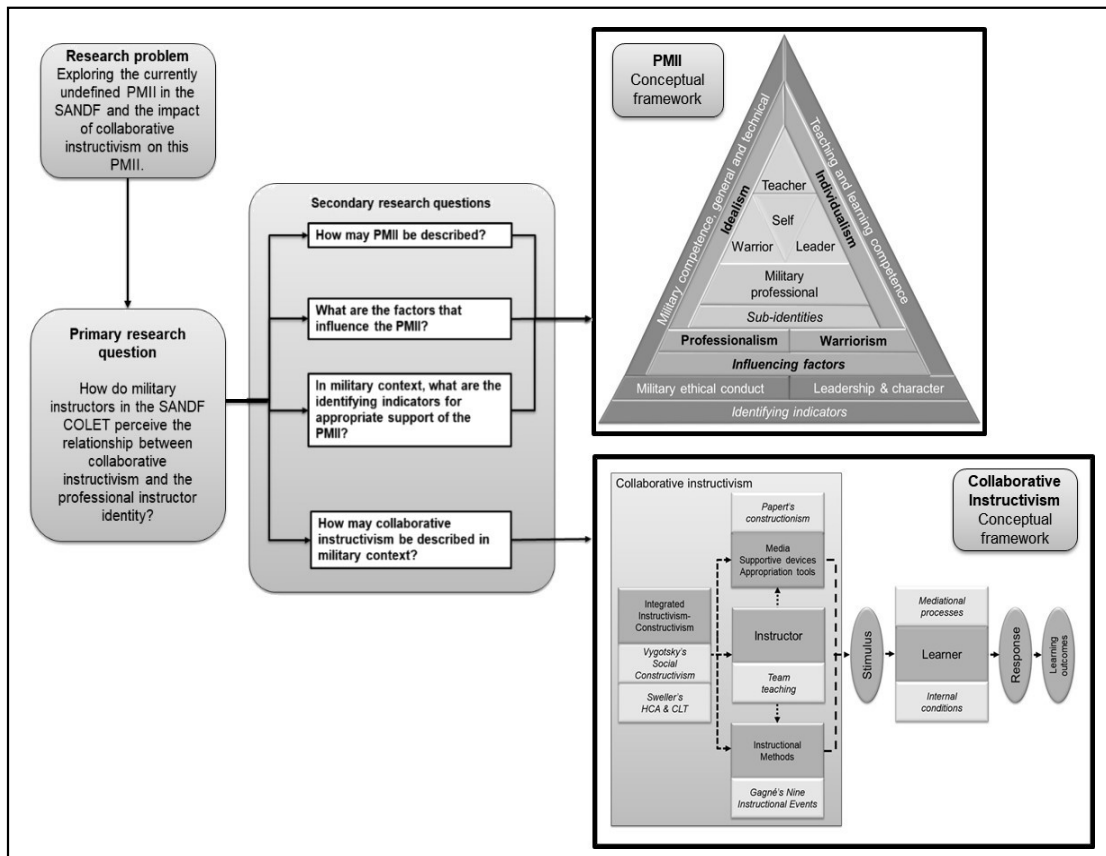 Research problem
Exploring the currently
undefined PMII in the
SANDF and the impact
of collaborative
instructivism on this
PMII.
Primary research
question
How do military
instructors in the SANDF
COLET perceive the
relationship between
collaborative
instructivism and the
professional instructor
identity?
Secondary research questions
How may PMII be described?
What are the factors that
influence the PMII?
In military context, what are the
identifying indicators for
appropriate support of the
PMII?
How may collaborative
instructivism be described in
military context?
PMII
Conceptual
framework
Military competence, general and technical
Teaching and learning competence
Idealism
Individualism
Teacher
Self
Warrior
Leader
Military
professional
Sub-identities
Professionalism
Warriorism
Influencing factors
Military ethical conduct
Leadership & character
Identifying indicators
Collaborative
Instructivism
Conceptual
framework
Collaborative instructivism
Papert's
constructionism
Media
Supportive devices
Appropriation tools
Integrated
Instructivism-
Constructivism
Vygotsky's
Social
Constructivism
Sweller's
HCA & CLT
Instructor
Team
teaching
Instructional
Methods
Gagné's Nine
Instructional Events
Stimulus
Mediational
processes
Learner
Internal
conditions
Response
Learning
outcomes